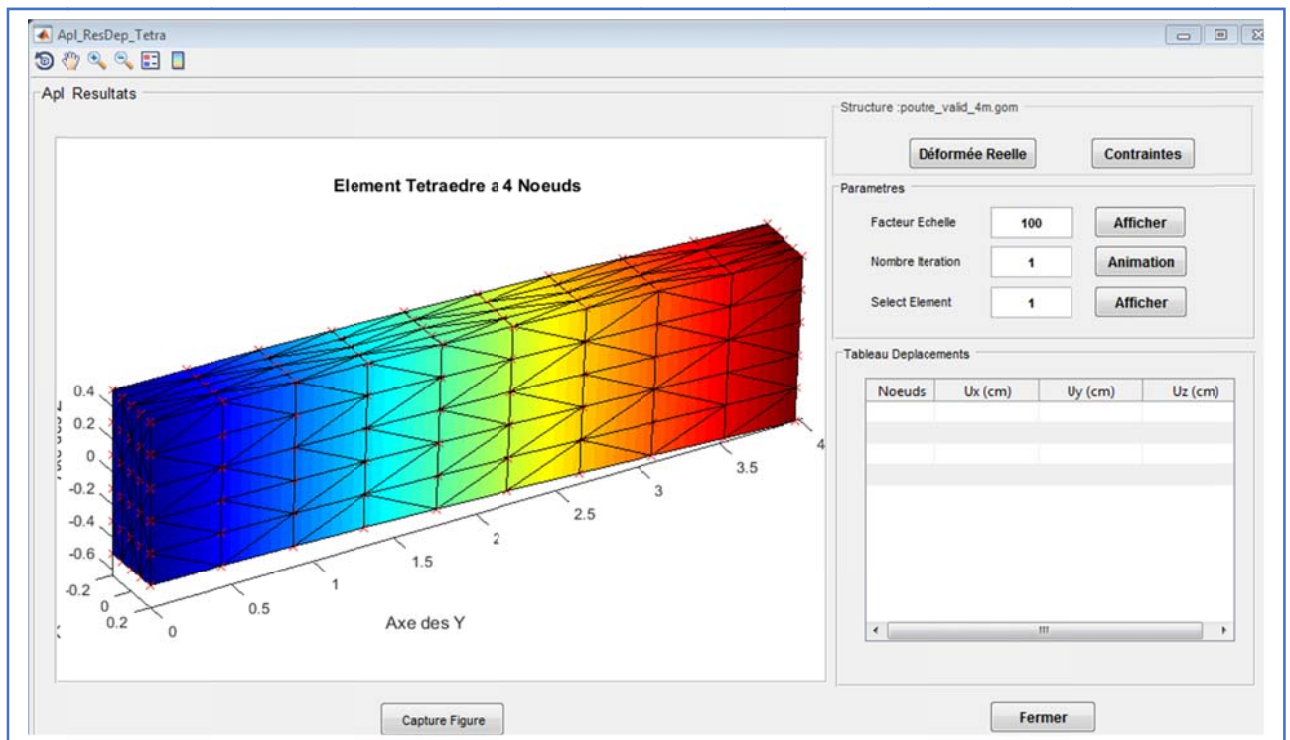 Apl_ResDep_Tetra
Apl Resultats
Structure :poutre_valid_4m.gom
Déformée Reelle
Contraintes
Element Tetraedre a 4 Noeuds
Parametres
Facteur Echelle 100 Afficher
Nombre Iteration 1 Animation
Select Element 1 Afficher
Tableau Deplacements
Noeuds Ux (cm) Uy (cm) Uz (cm)
0.4
0.2
0
-0.2
-0.4
-0.6
-0.2
0
0.2
0
0.5
1
1.5
2
2.5
3
3.5
4
Axe des Y
Capture Figure
Fermer